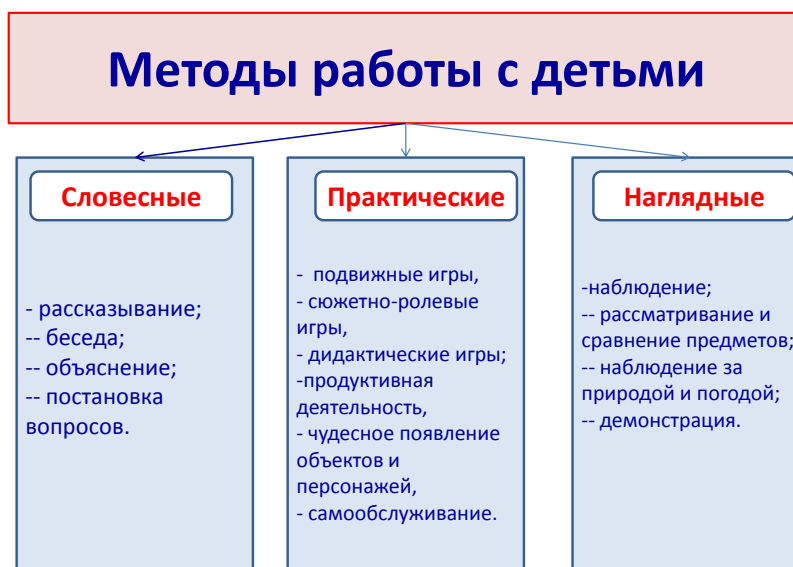 Методы работы с детьми
Словесные
- рассказывание;
-- беседа;
-- объяснение;
-- постановка
вопросов.
Практические
- подвижные игры,
- сюжетно-ролевые
игры,
- дидактические игры;
-продуктивная
деятельность,
- чудесное появление
объектов и
персонажей,
- самообслуживание.
Наглядные
-наблюдение;
-- рассматривание и
сравнение предметов;
-- наблюдение за
природой и погодой;
-- демонстрация.